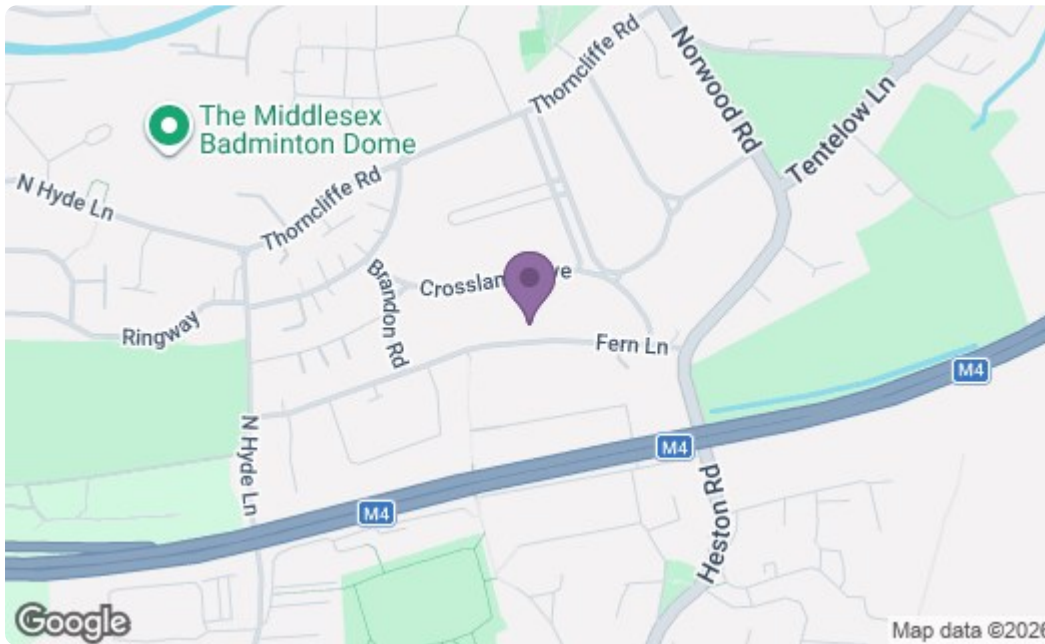 Thorncliffe Rd
Norwood Rd
The Middlesex
Badminton Dome
Tentelow Ln
N Hyde Ln
Thorncliffe Rd
Brandon Rd
Ringway
Fern Ln
M4
N Hyde Ln
M4
M4
Heston Rd
Google
Map data ©2026